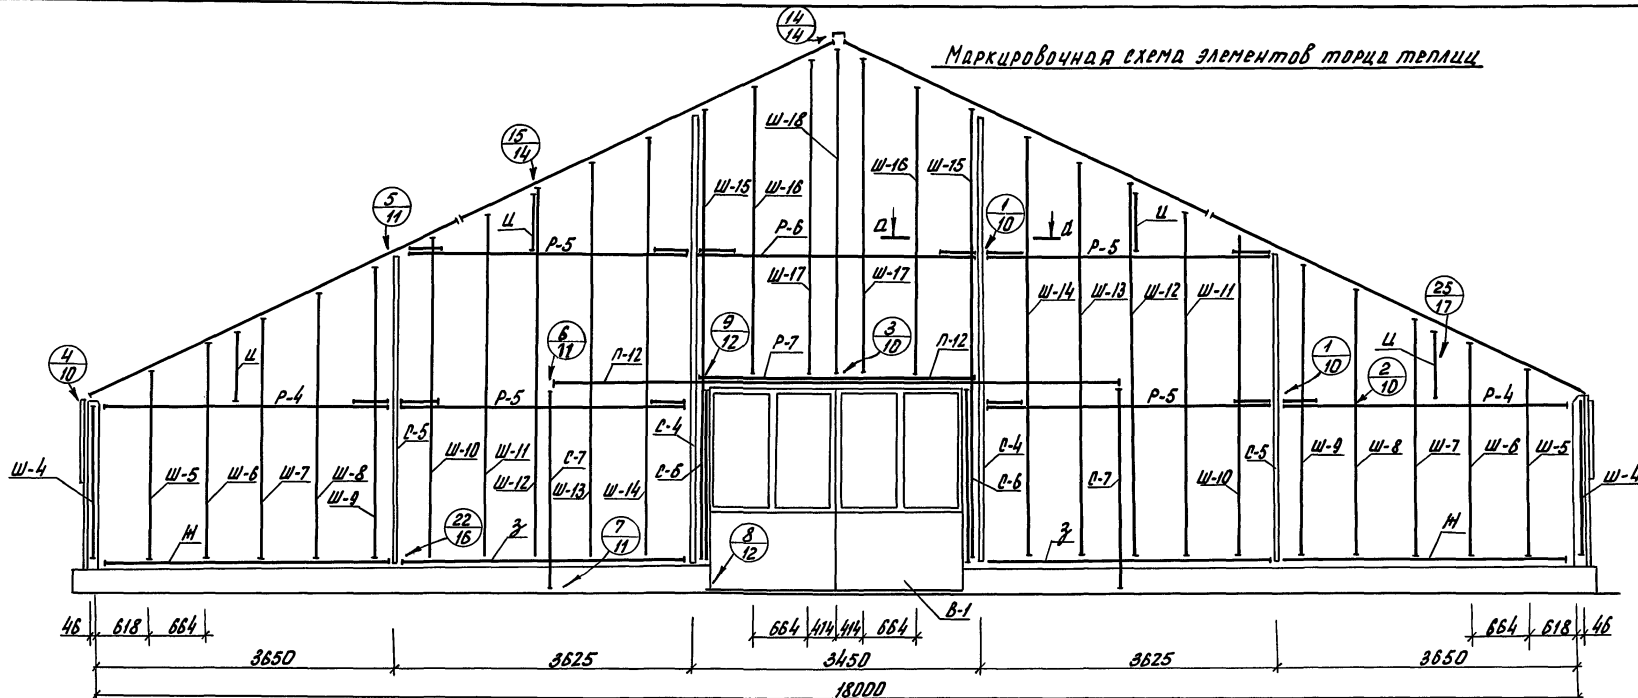 14
14
Маркировочная схема элементов торца теплиц
15
14
Ш-18
Ш-16
Ш-15
Ш-15
Ш-16
5
11
1
10
И
Р-5
Р-6
а
а
Р-5
И
Ш-17
Ш-17
Ш-14
Ш-13
Ш-12
Ш-11
25
17
4
10
И
6
11
П-12
9
12
Р-7
3
10
П-12
1
10
2
10
И
Р-4
Р-5
Р-5
Р-4
Ш-4
Ш-5
Ш-6
Ш-7
Ш-8
Ш-9
С-5
Ш-10
Ш-11
Ш-12
С-7
Ш-13
Ш-14
С-4
С-6
С-4
С-6
С-7
Ш-10
С-5
Ш-9
Ш-8
Ш-7
Ш-6
Ш-5
Ш-4
Ж
22
16
З
7
11
8
12
В-1
З
Ж
46
618
664
664
414
414
664
664
618
46
3650
3625
3450
3625
3650
18000